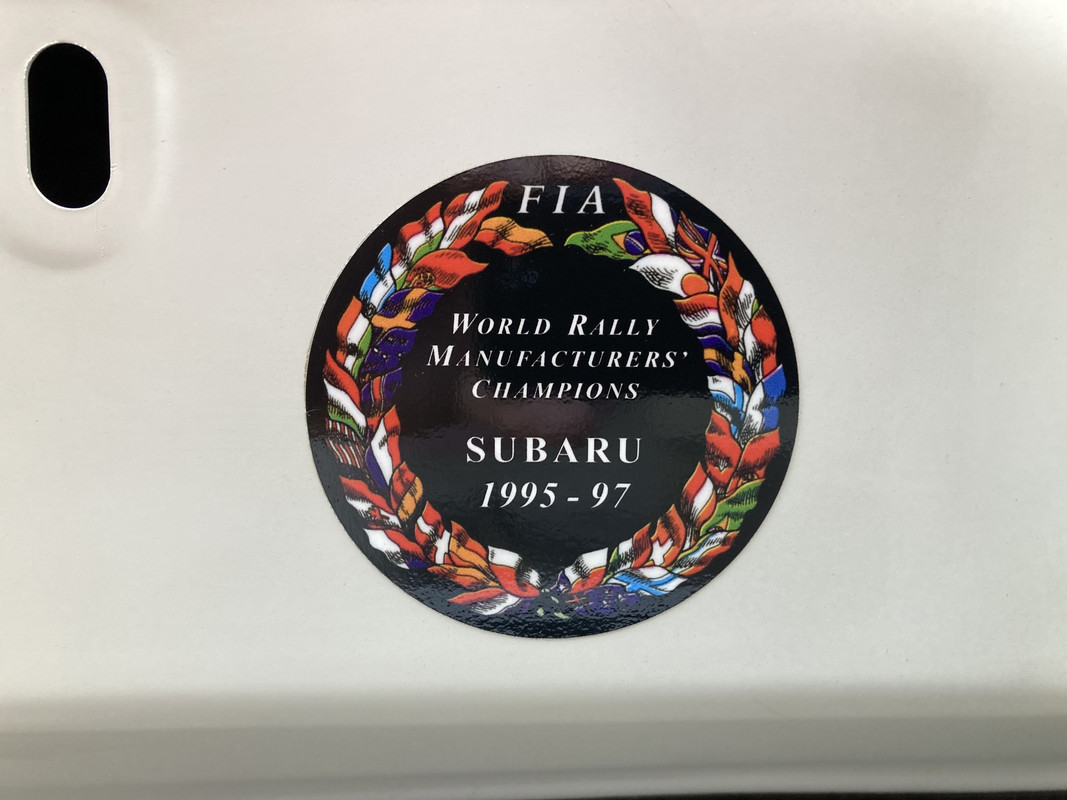 FIA
WORLD RALLY
MANUFACTURERS'
CHAMPIONS
SUBARU
1995 - 97